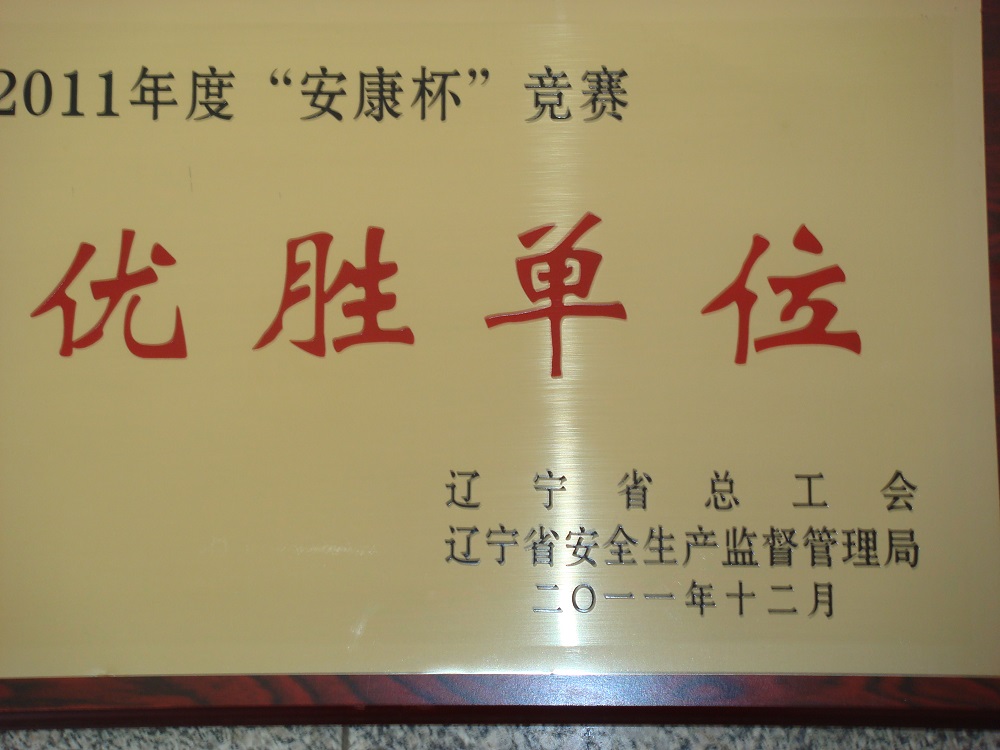 2011年度“安康杯”竞赛
优胜单位
辽宁省总工会
辽宁省安全生产监督管理局
二〇一一年十二月